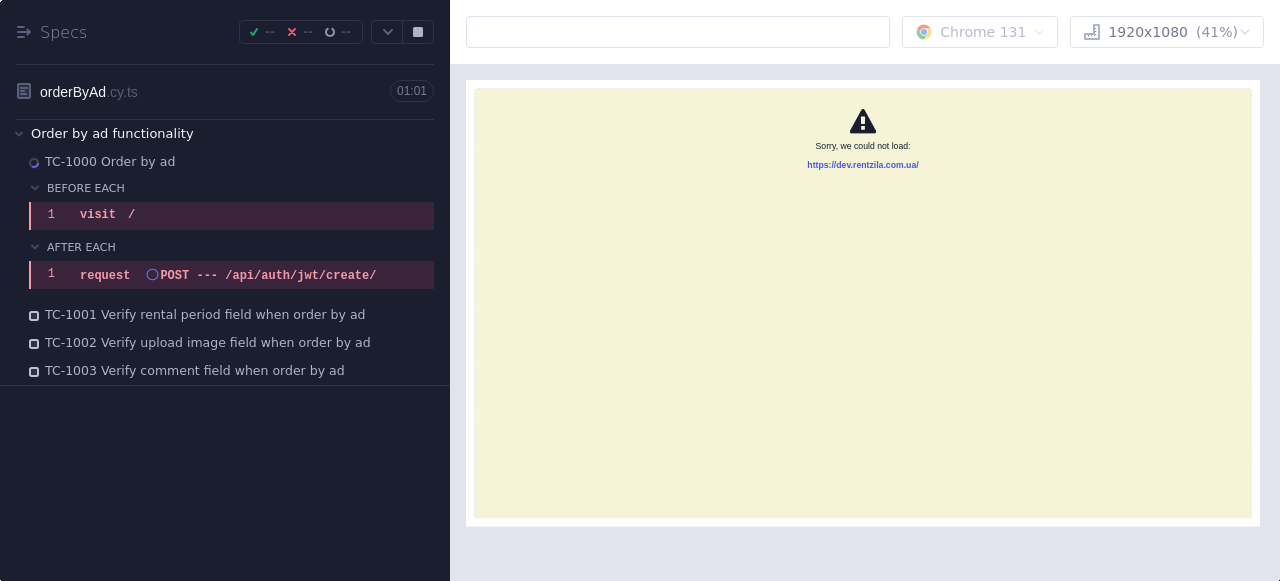 Specs
-- -- --
Chrome 131
1920x1080 (41%)
orderByAd.cy.ts
01:01
Order by ad functionality
TC-1000 Order by ad
BEFORE EACH
1 visit /
AFTER EACH
1 request POST --- /api/auth/jwt/create/
TC-1001 Verify rental period field when order by ad
TC-1002 Verify upload image field when order by ad
TC-1003 Verify comment field when order by ad
Sorry, we could not load:
https://dev.rentzila.com.ua/